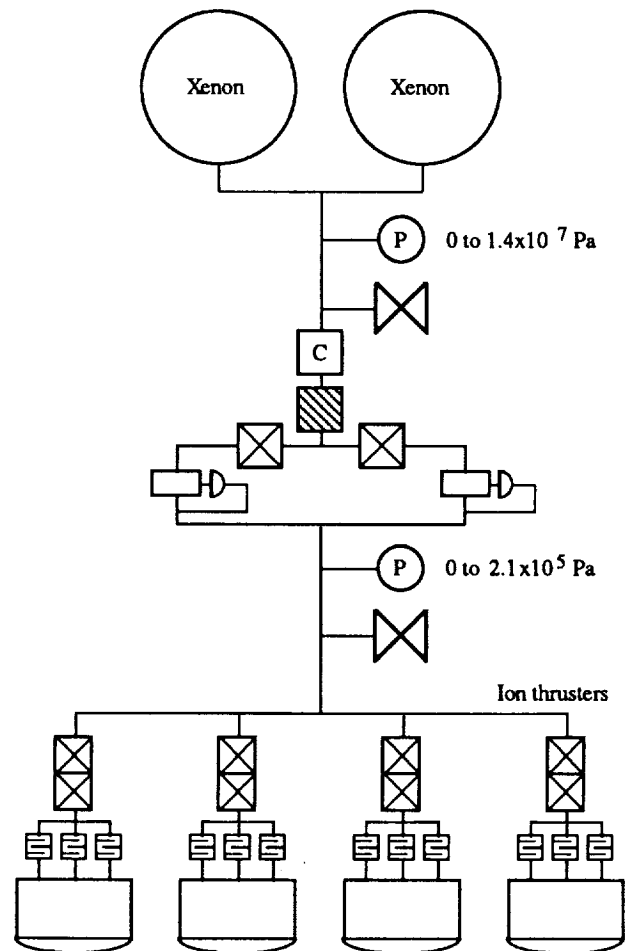 Xenon Xenon
P 0 to 1.4x10 7 Pa
C
P 0 to 2.1x10 5 Pa
Ion thrusters